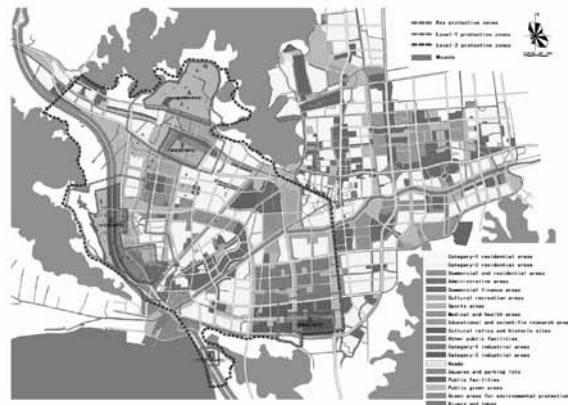 Key protective zones
Level-1 protective zones
Level-2 protective zones
Mounds
Category-1 residential areas
Category-2 residential areas
Commercial and residential areas
Administrative areas
Commercial finance areas
Cultural recreation areas
Sports areas
Medical and health areas
Educational and scientific research area
Cultural relics and historic sites
Other public facilities
Category-1 industrial areas
Category-2 industrial areas
Roads
Squares and parking lots
Public facilities
Public green areas
Green areas for environmental protection
Rivers and lakes